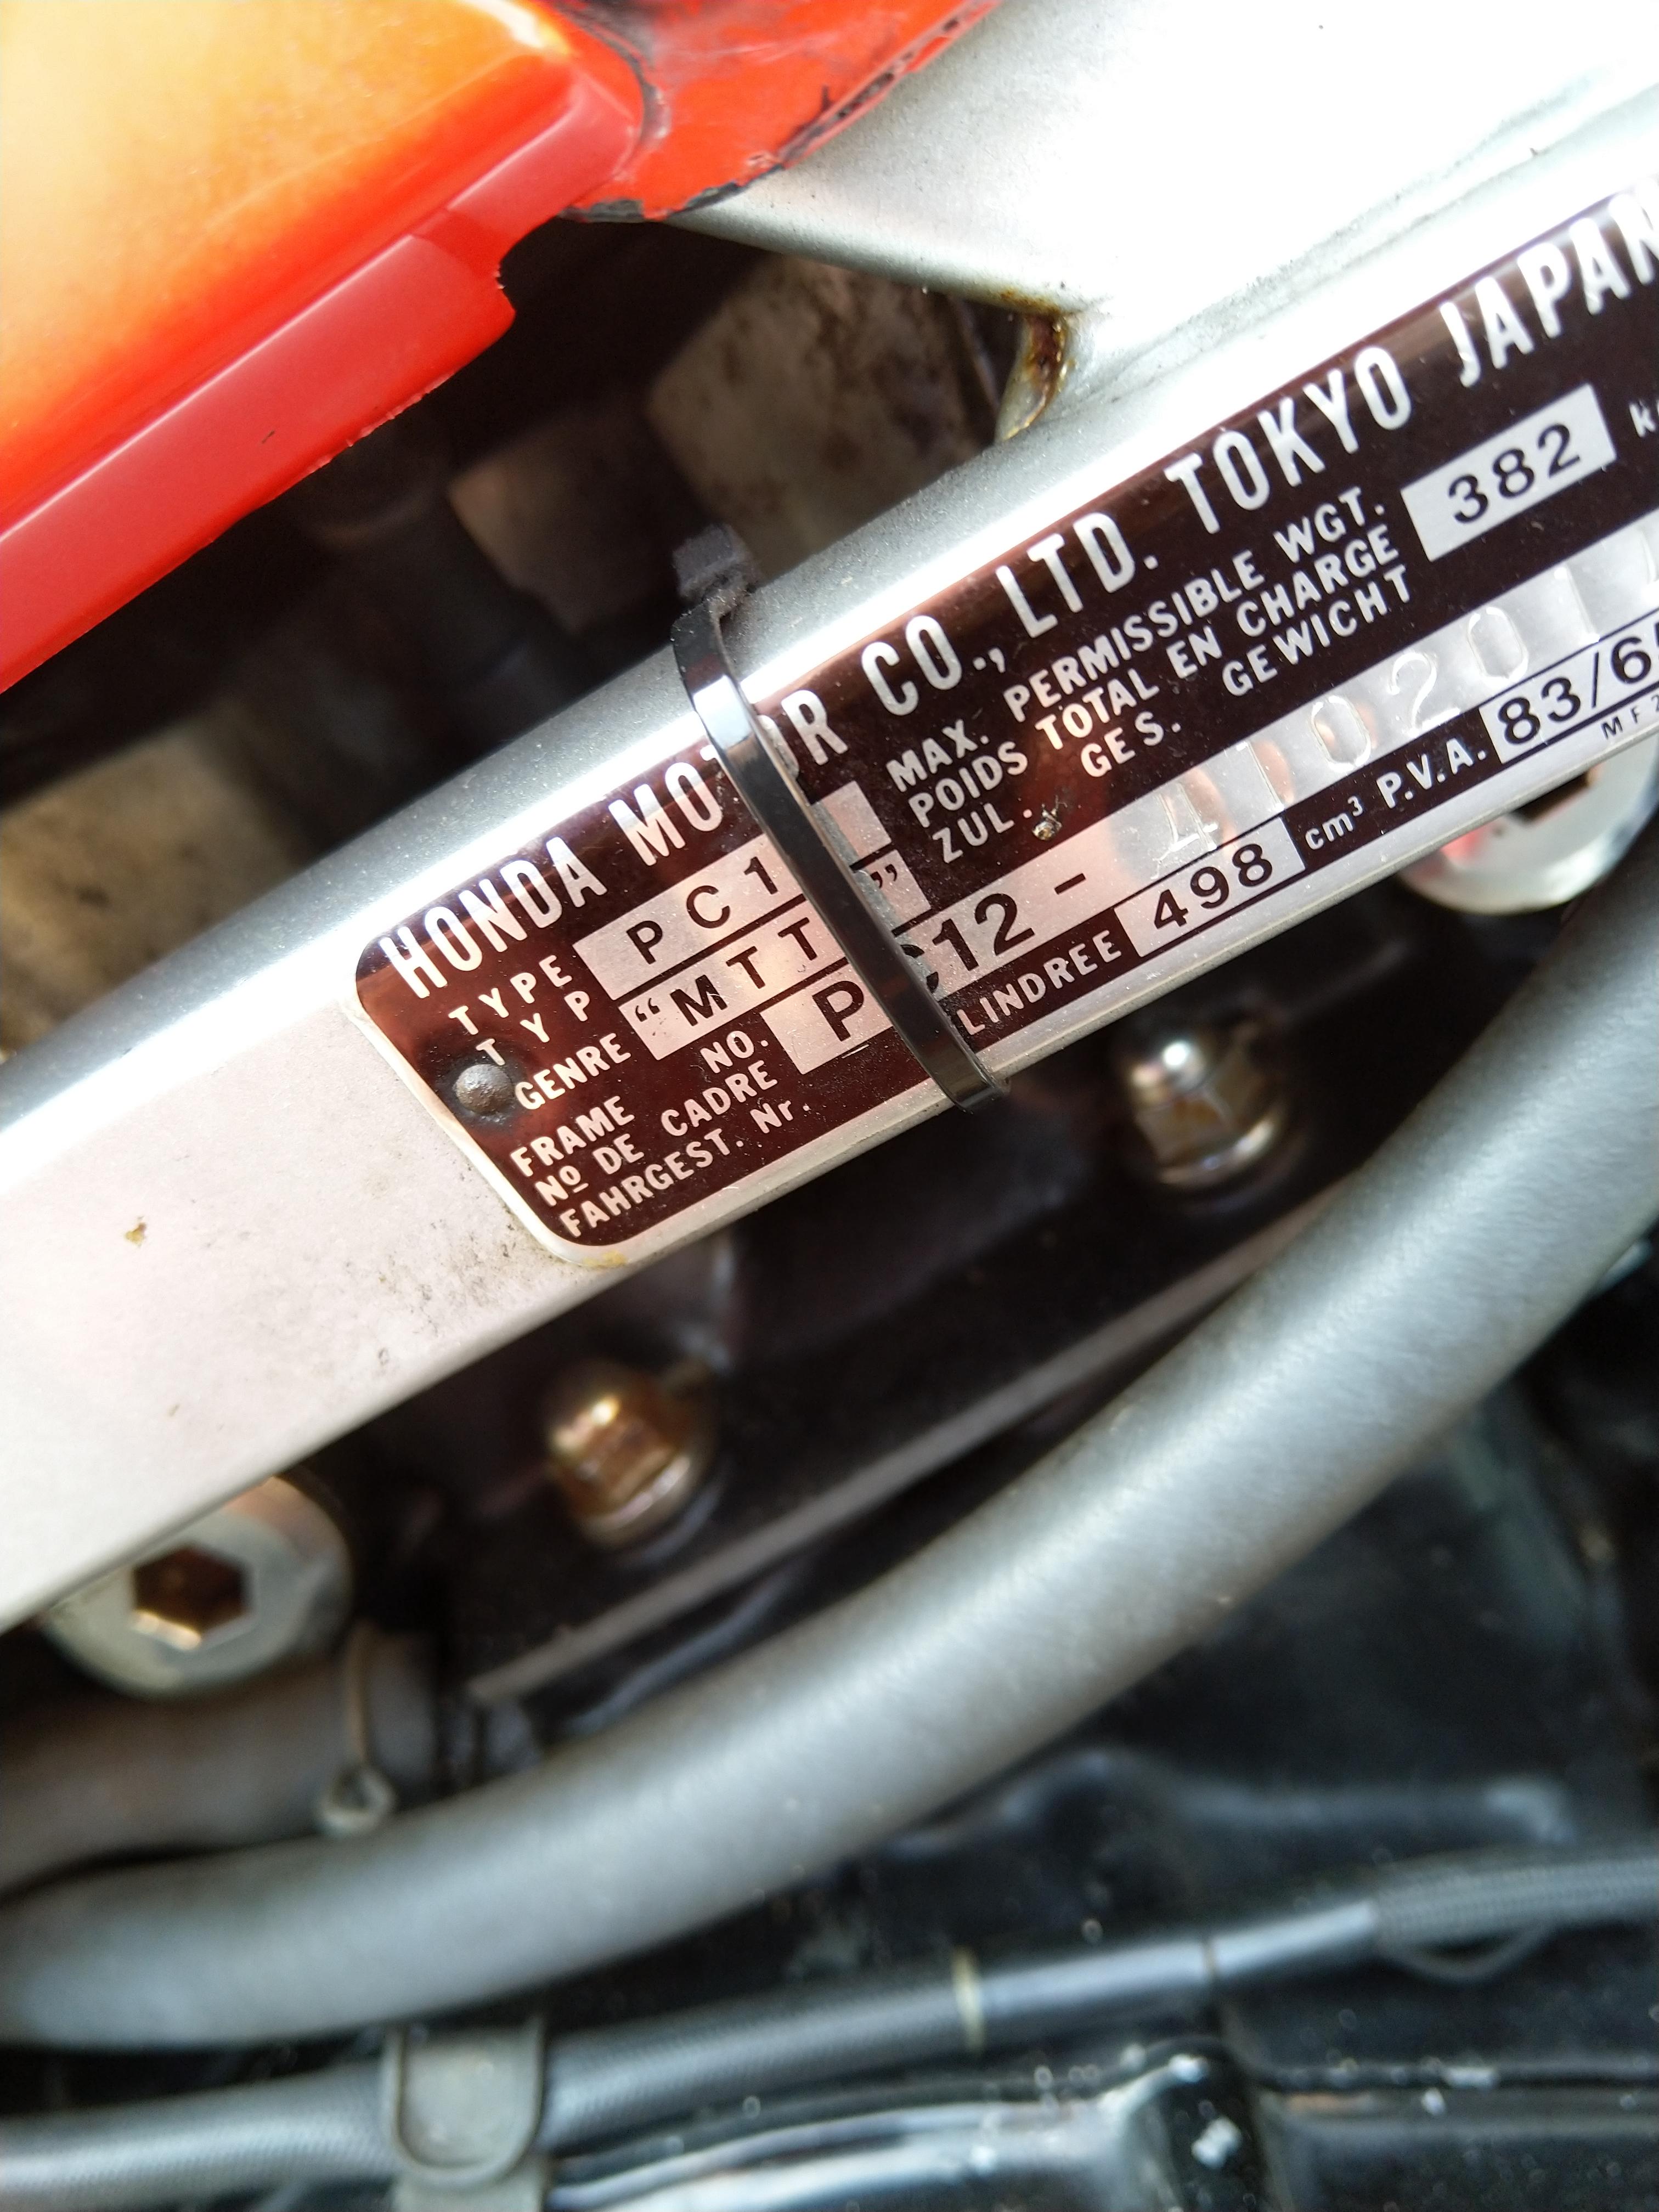 HONDA MOTOR CO., LTD. TOKYO JAPAN
TYPE
TYP
PC1
GENRE
“MTT ”
MAX. PERMISSIBLE WGT.
POIDS TOTAL EN CHARGE
ZUL. GES. GEWICHT
382
FRAME NO.
Nº DE CADRE
FAHRGEST. Nr.
PC12-
LINDREE 498 cm³ P.V.A. 83/6